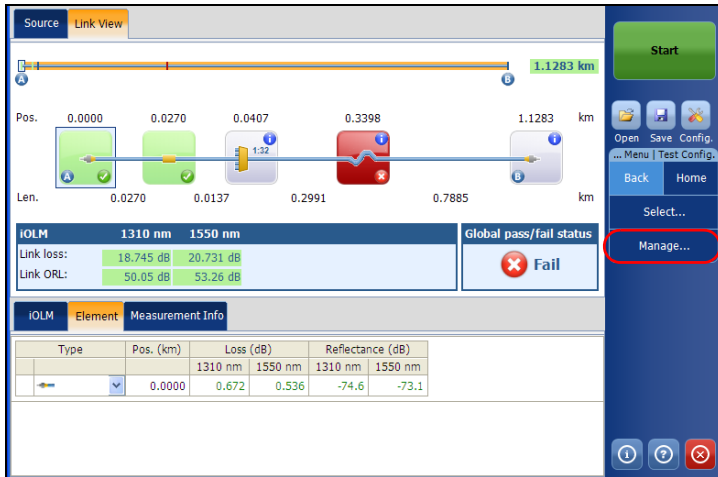 Source Link View
Start
1.1283 km
A B
Pos. 0.0000 0.0270 0.0407 0.3398 1.1283 km
1:32
A B
Len. 0.0270 0.0137 0.2991 0.7885 km
Open Save Config.
... Menu | Test Config.
Back Home
Select...
Manage...
iOLM 1310 nm 1550 nm Global pass/fail status
Link loss: 18.745 dB 20.731 dB
Link ORL: 50.05 dB 53.26 dB
Fail
iOLM Element Measurement Info
Type Pos. (km) Loss (dB) Reflectance (dB)
1310 nm 1550 nm 1310 nm 1550 nm
0.0000 0.672 0.536 -74.6 -73.1